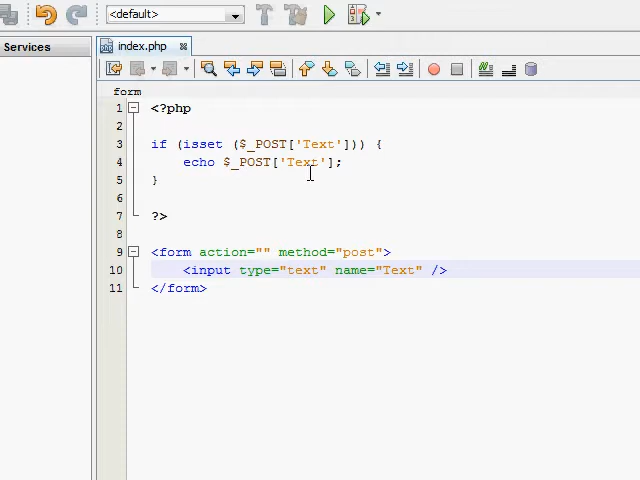 <default>
Services
index.php
form
1 <?php
2
3 if (isset ($_POST['Text'])) {
4 echo $_POST['Text'];
5 }
6
7 ?>
8
9 <form action="" method="post">
10 <input type="text" name="Text" />
11 </form>